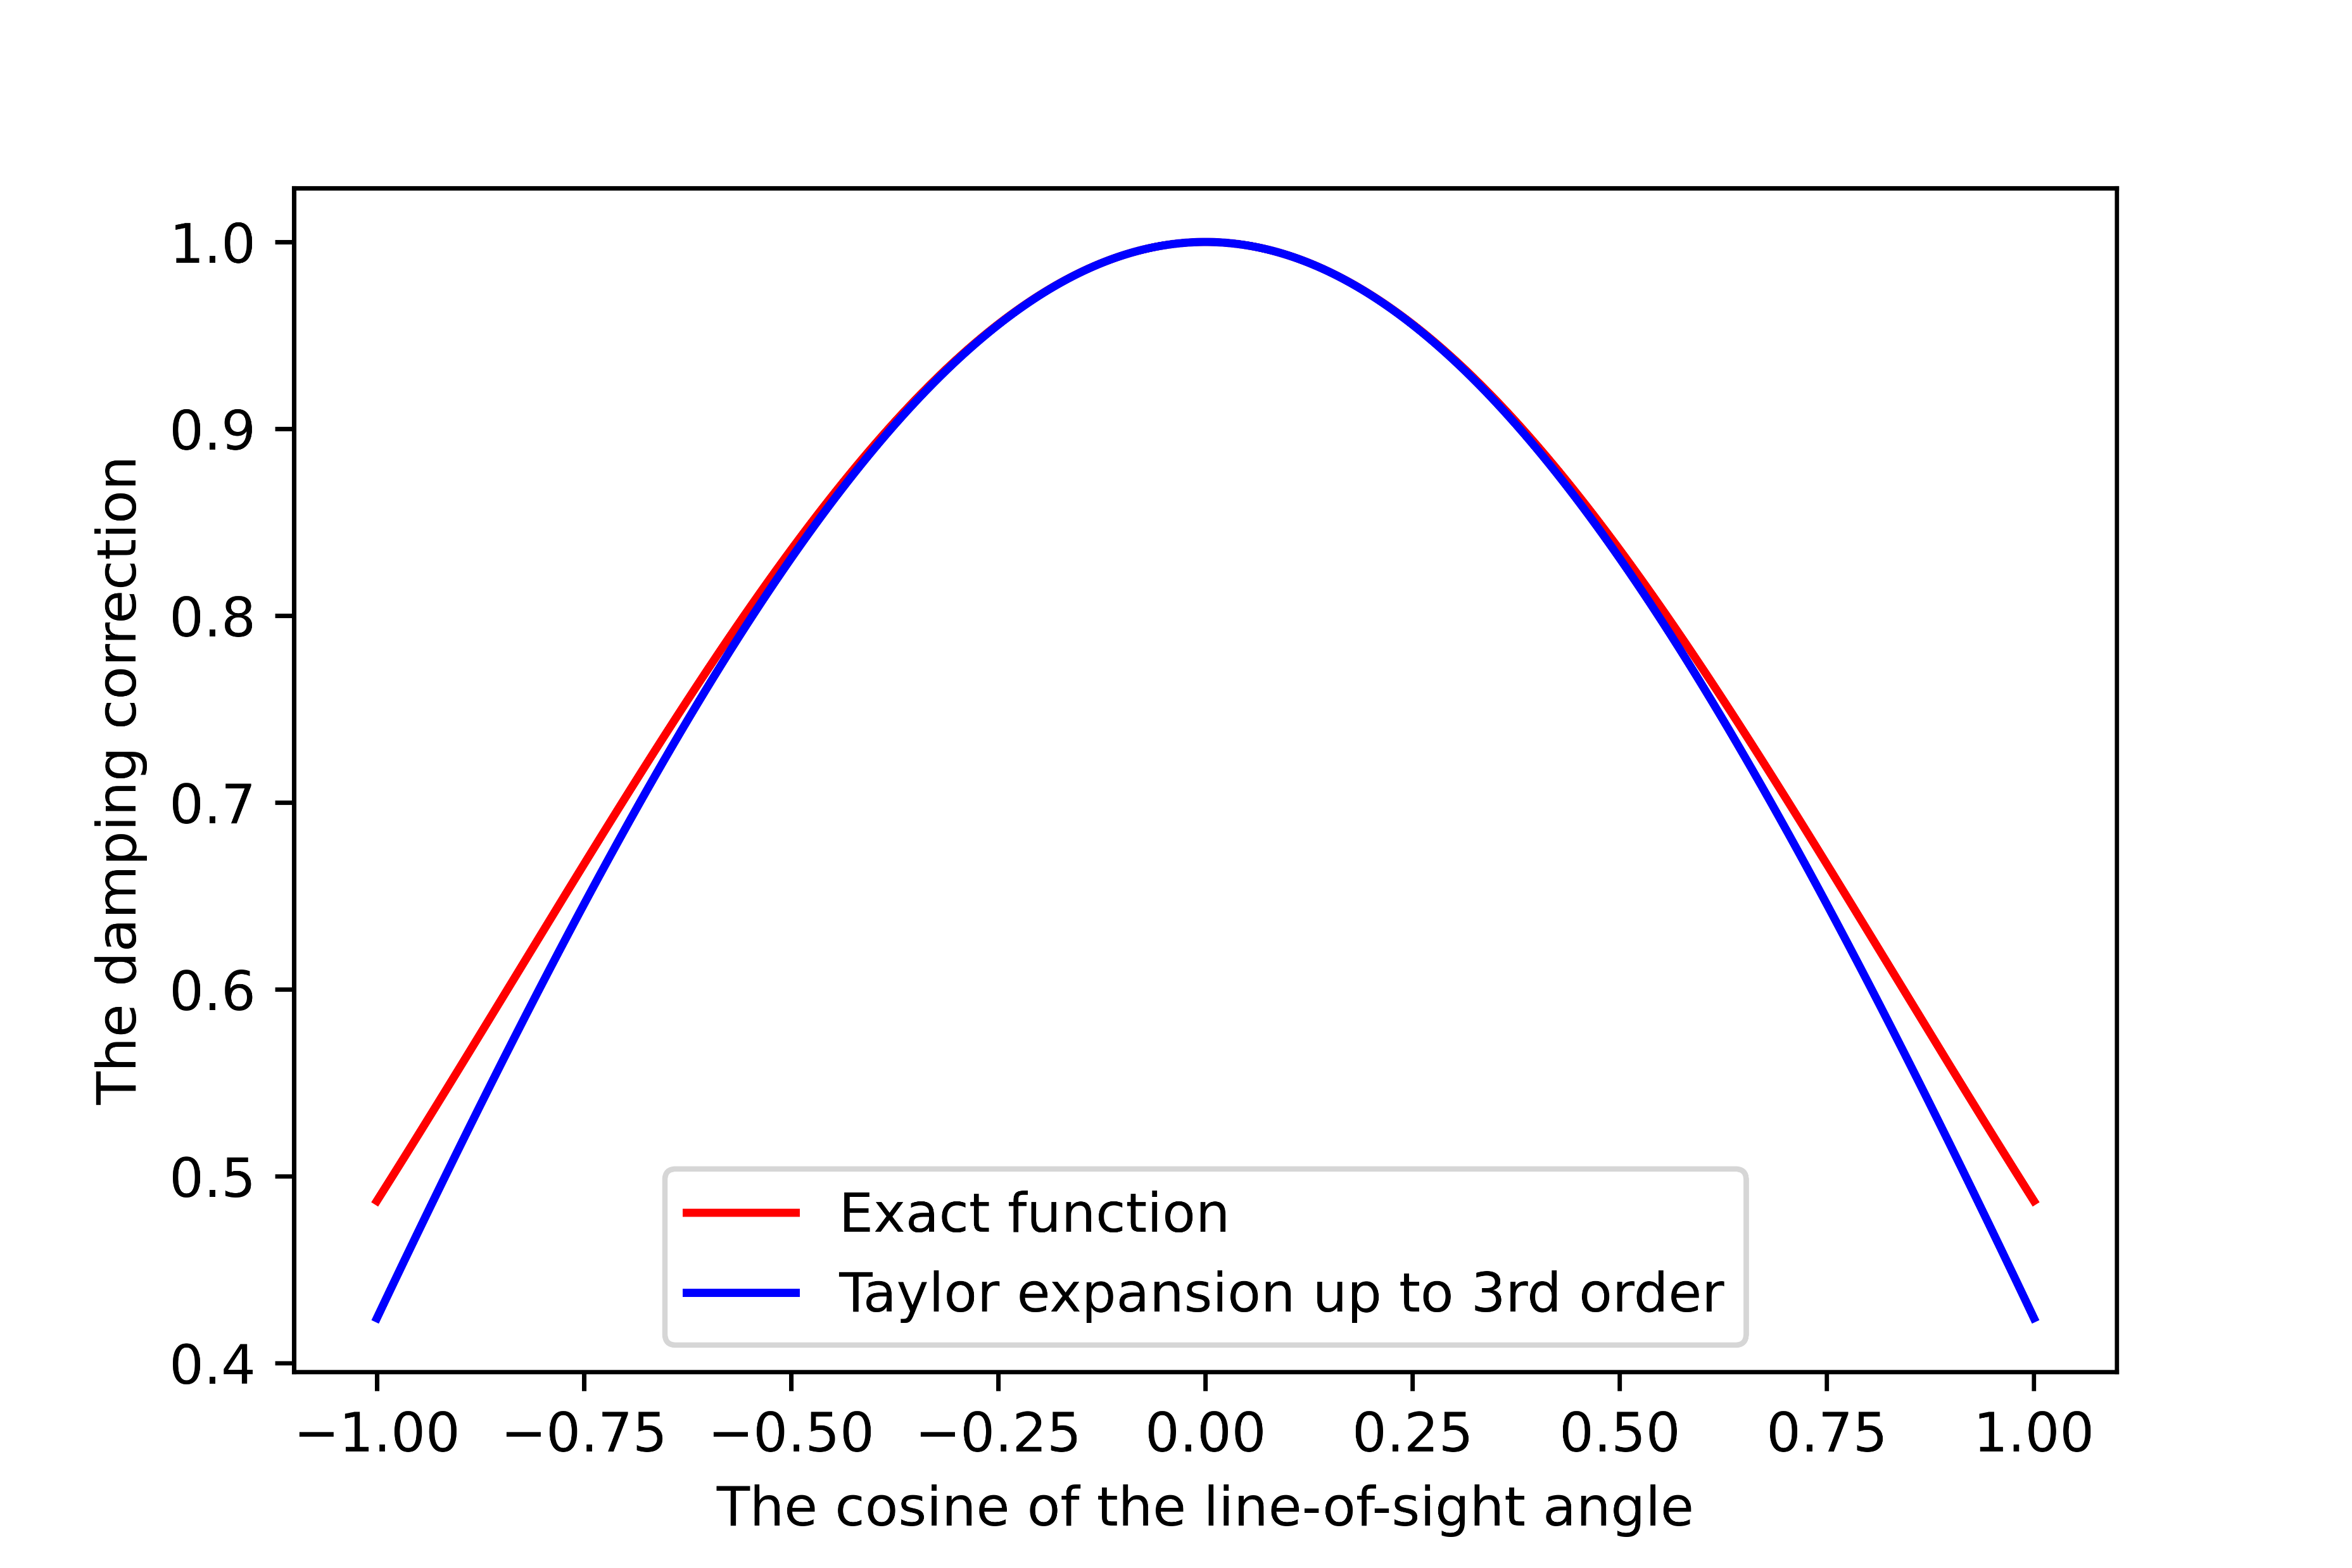 1.0
0.9
0.8
0.7
0.6
0.5
0.4
The damping correction
Exact function
Taylor expansion up to 3rd order
−1.00 −0.75 −0.50 −0.25 0.00 0.25 0.50 0.75 1.00
The cosine of the line-of-sight angle